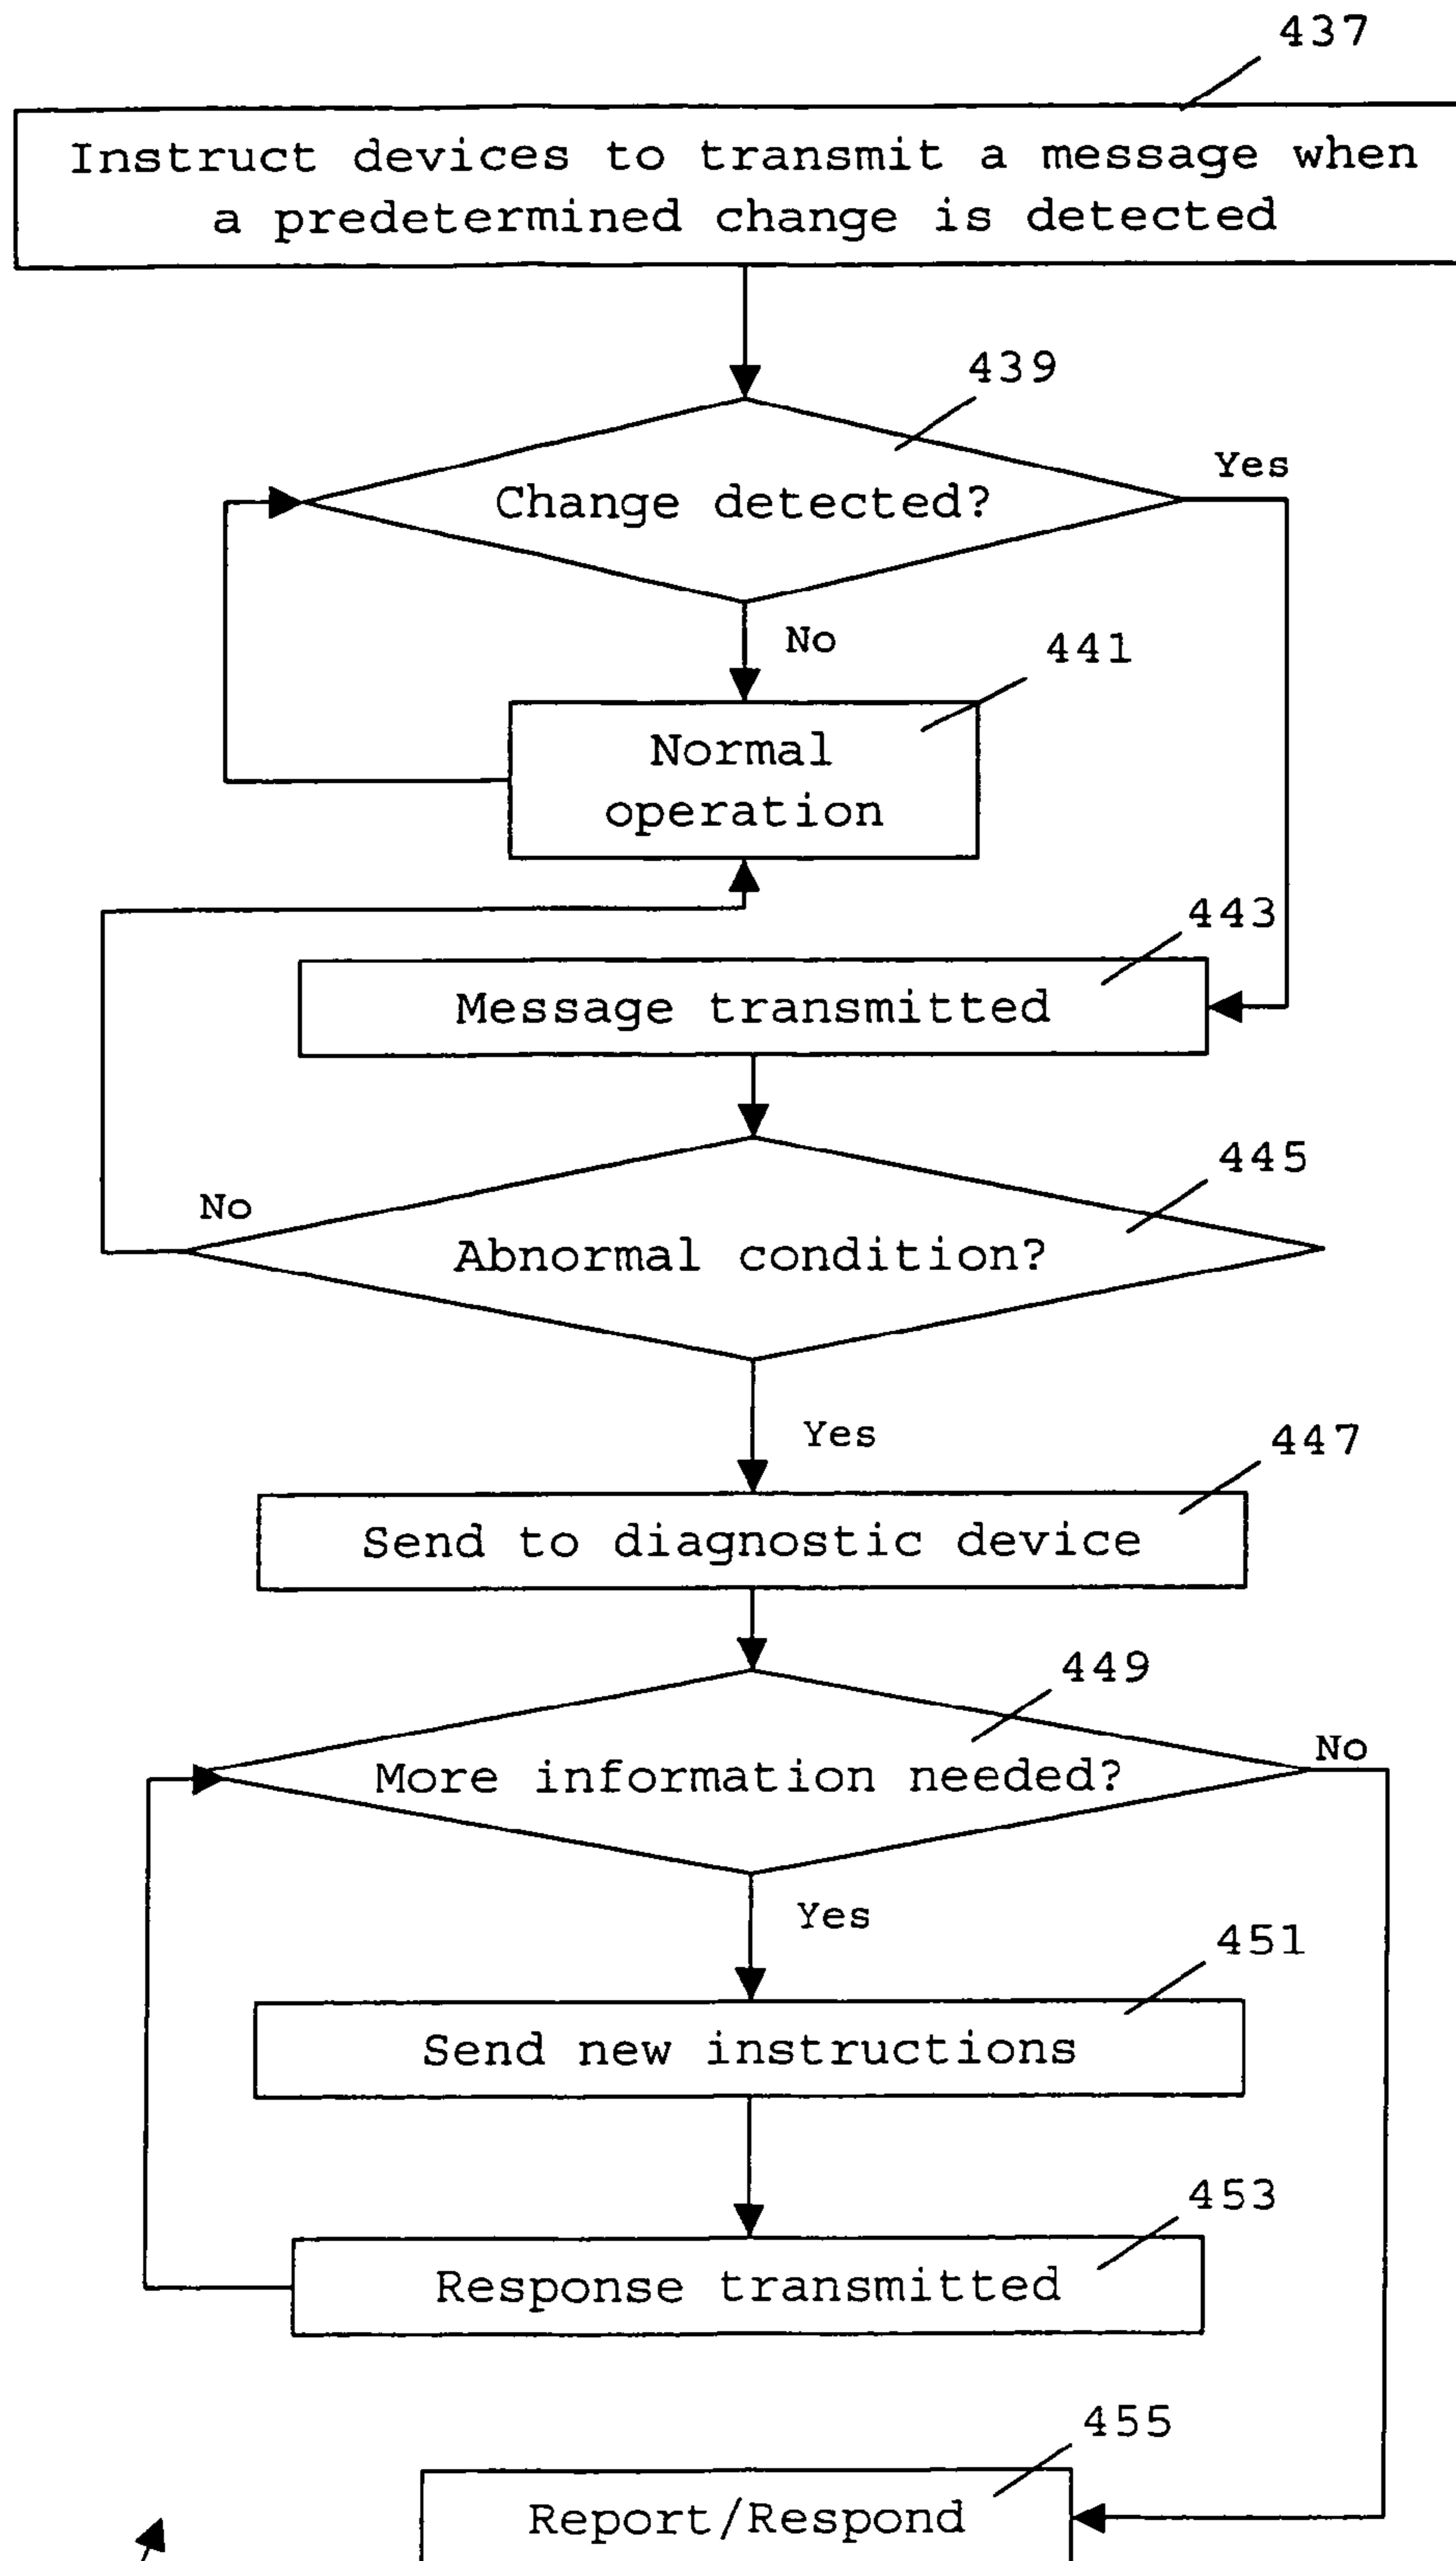 437
Instruct devices to transmit a message when
a predetermined change is detected
439
Yes
Change detected?
No
441
Normal
operation
443
Message transmitted
445
No
Abnormal condition?
Yes
447
Send to diagnostic device
449
No
More information needed?
Yes
451
Send new instructions
453
Response transmitted
455
Report/Respond